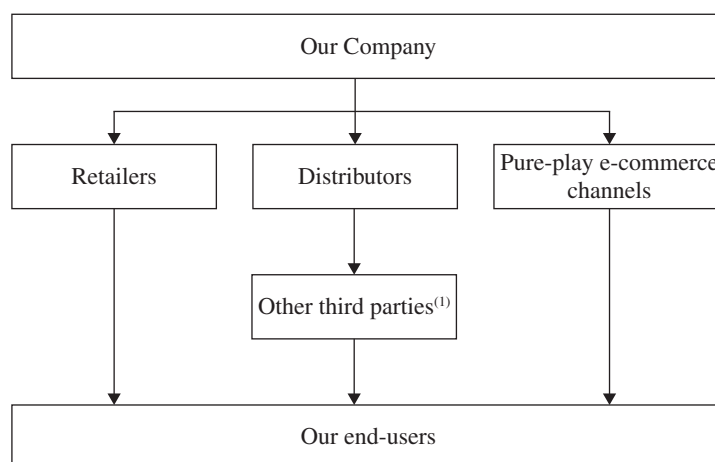 Our Company
Retailers
Distributors
Pure-play e-commerce
channels
Other third parties(1)
Our end-users